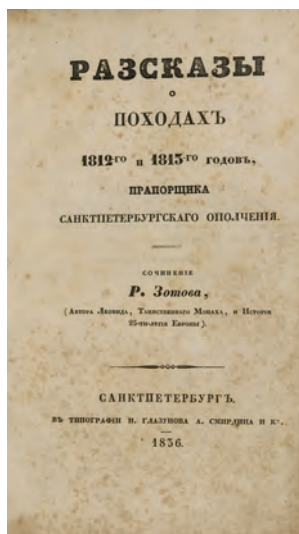 РАЗСКАЗЫ
О
ПОХОДАХЪ
1812-го и 1813-го годовъ,
ПРАПОРЩИКА
САНКТПЕТЕРБУРГСКАГО ОПОЛЧЕНІЯ.
СОЧИНЕНІЕ
Р. Зотова,
(Автора Леонида, Таинственнаго Монаха, и Исторіи
25-ти-лѣтія Европы).
САНКТПЕТЕРБУРГЪ.
ВЪ ТИПОГРАФІИ И. ГЛАЗУНОВА А. СМИРДИНА И Кº.
1836.